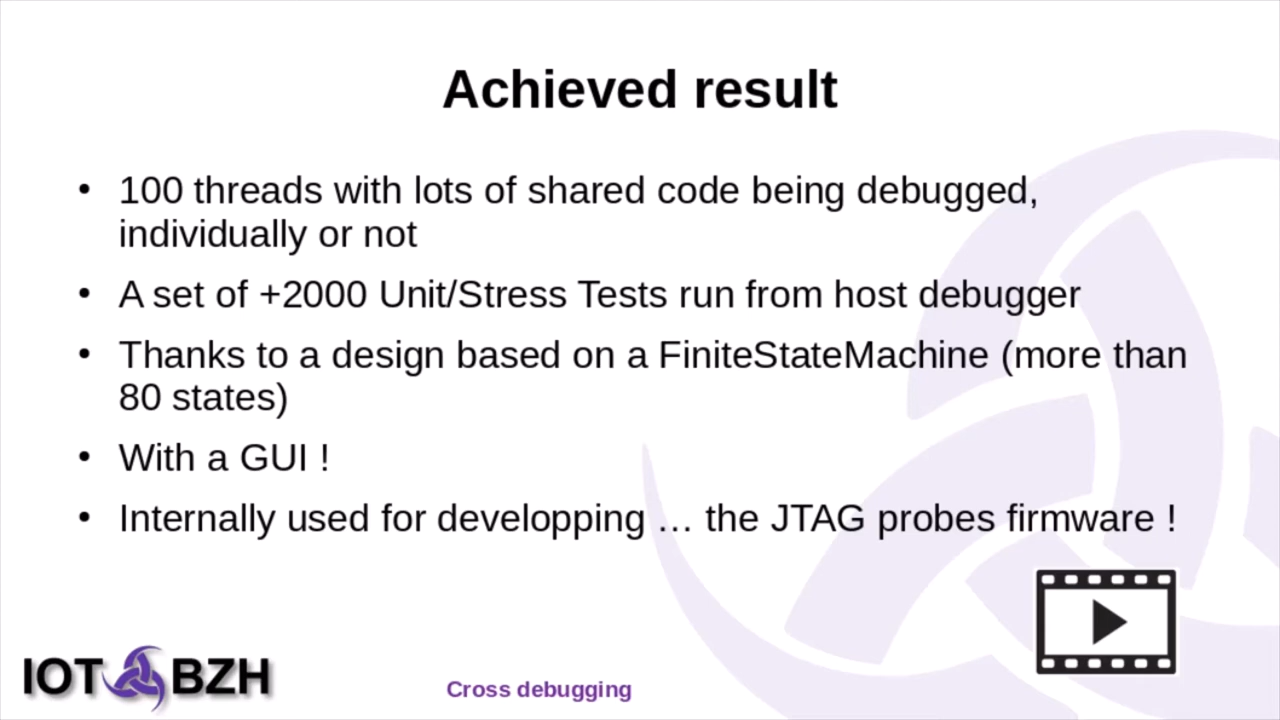 Achieved result
• 100 threads with lots of shared code being debugged,
individually or not
• A set of +2000 Unit/Stress Tests run from host debugger
• Thanks to a design based on a FiniteStateMachine (more than
80 states)
• With a GUI !
• Internally used for developping … the JTAG probes firmware !
IOT BZH
Cross debugging